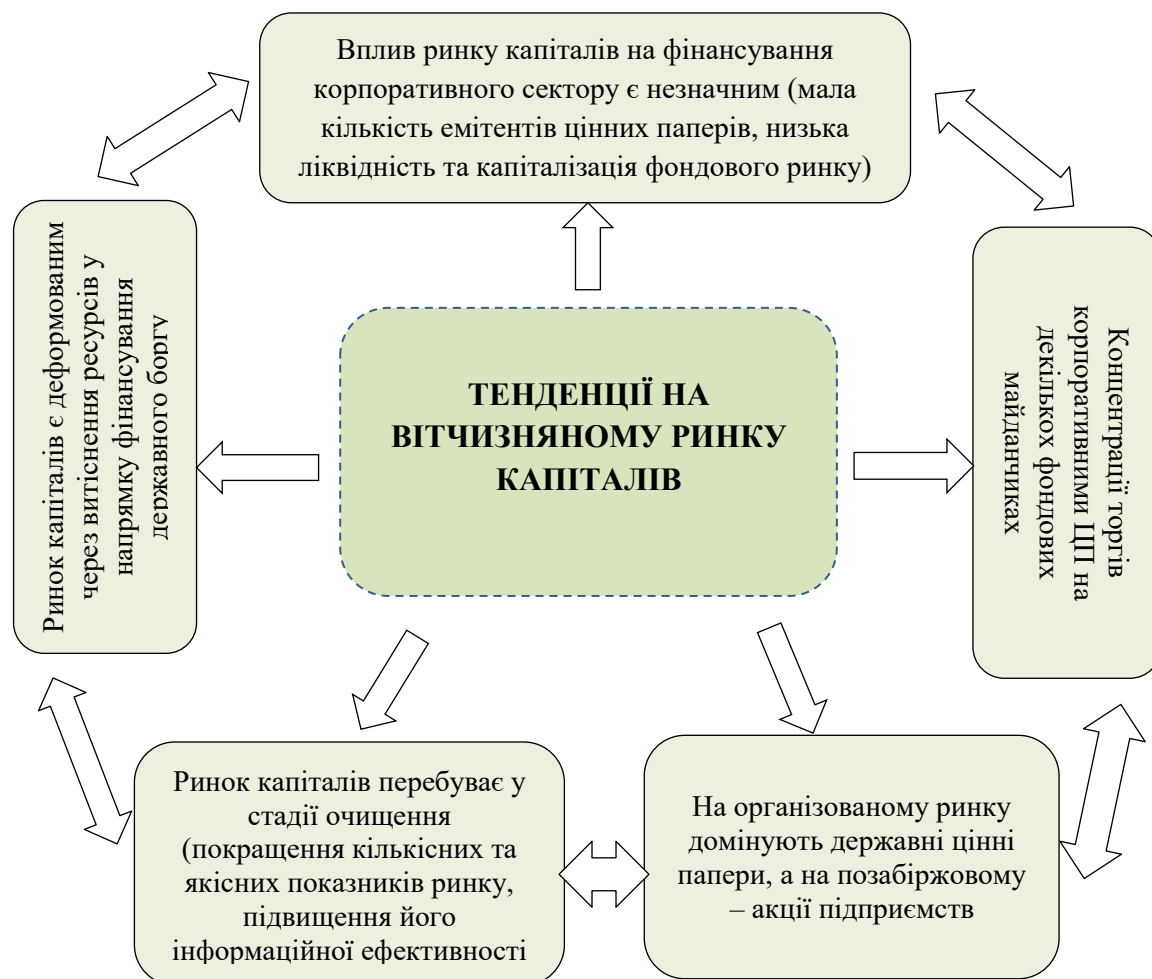 Вплив ринку капіталів на фінансування
корпоративного сектору є незначним (мала
кількість емітентів цінних паперів, низька
ліквідність та капіталізація фондового ринку)
Ринок капіталів є деформованим
через витіснення ресурсів у
напрямку фінансування
державного боргу
ТЕНДЕНЦІЇ НА
ВІТЧИЗНЯНОМУ РИНКУ
КАПІТАЛІВ
Концентрації торгів
корпоративними ЦП на
декількох фондових
майданчиках
Ринок капіталів перебуває у
стадії очищення
(покращення кількісних та
якісних показників ринку,
підвищення його
інформаційної ефективності
На організованому ринку
домінують державні цінні
папери, а на позабіржовому
– акції підприємств